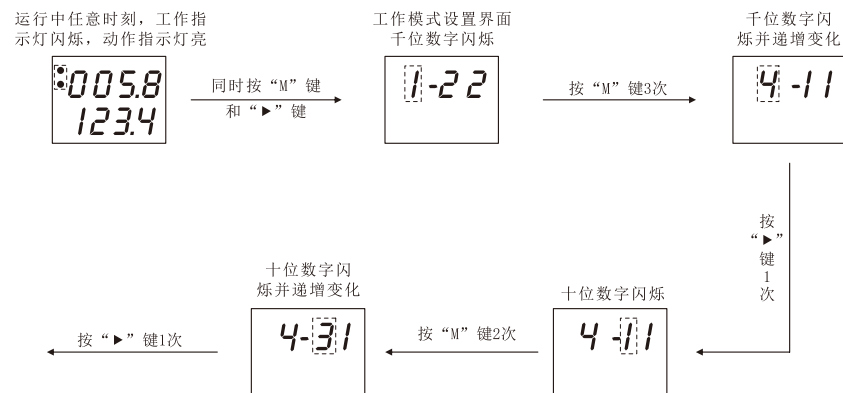 运行中任意时刻，工作指
示灯闪烁，动作指示灯亮
005.8
123.4
同时按“M”键
和“▶”键
工作模式设置界面
千位数字闪烁
1-22
按“M”键3次
千位数字闪
烁并递增变化
4-11
按
“▶”
键
1
次
十位数字闪烁
4-11
按“M”键2次
十位数字闪
烁并递增变化
4-31
按“▶”键1次